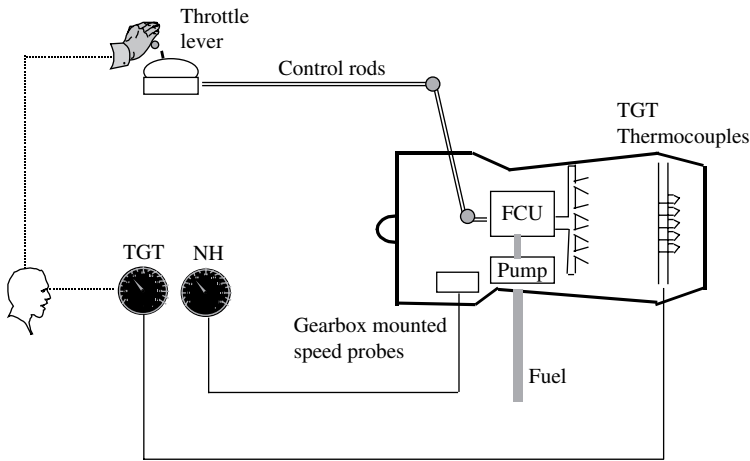 Throttle
lever
Control rods
TGT
Thermocouples
FCU
TGT
NH
Pump
Gearbox mounted
speed probes
Fuel